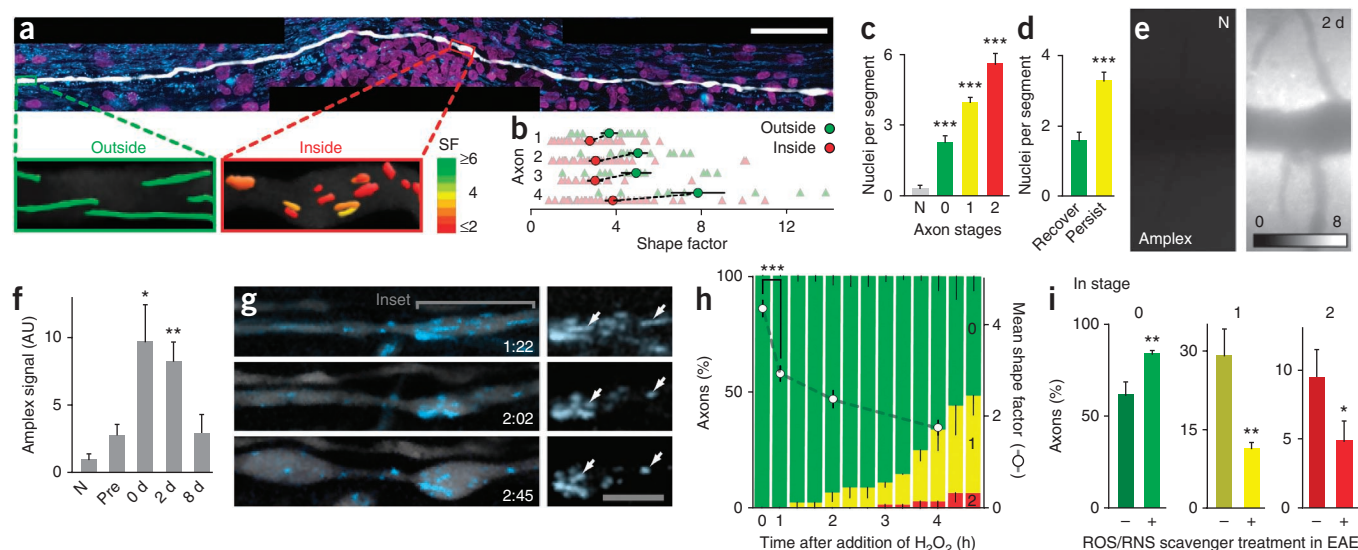 a
Outside
Inside
SF
≥6
4
≤2
b
Axon
1
2
3
4
Outside
Inside
0
4
8
12
Shape factor
c
Nuclei per segment
6
3
0
***
***
***
N
0
1
2
Axon stages
d
Nuclei per segment
4
2
0
***
Recover
Persist
e
N
Amplex
2 d
0
8
f
Amplex signal (AU)
10
5
0
*
**
N
Pre
0 d
2 d
8 d
g
Inset
1:22
2:02
2:45
h
***
Axons (%)
100
50
0
0
1
2
Mean shape factor (-O-)
4
2
0
0
1
2
3
4
Time after addition of H₂O₂ (h)
i
In stage
0
1
2
Axons (%)
100
50
0
**
30
15
0
**
10
5
0
*
– +
– +
– +
ROS/RNS scavenger treatment in EAE